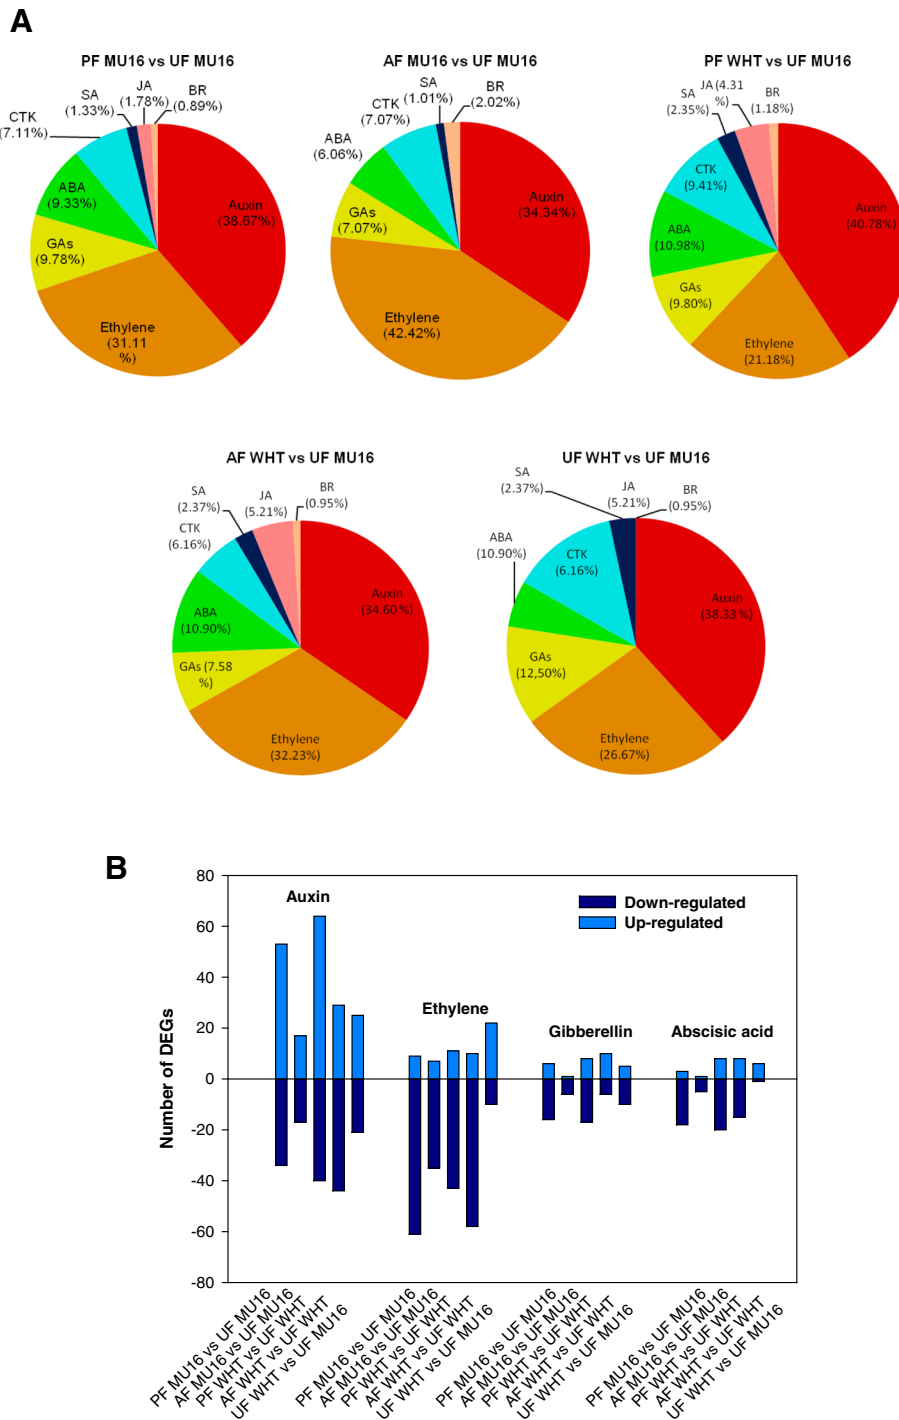 A
PF MU16 vs UF MU16
AF MU16 vs UF MU16
PF WHT vs UF MU16
CTK
(7.11%)
SA
(1.33%)
JA
(1.78%)
BR
(0.89%)
ABA
(9.33%)
GAs
(9.78%)
Ethylene
(31.11
%)
Auxin
(38.67%)
ABA
(6.06%)
CTK
(7.07%)
SA
(1.01%)
BR
(2.02%)
GAs
(7.07%)
Ethylene
(42.42%)
Auxin
(34.34%)
SA
(2.35%)
JA (4.31
%)
BR
(1.18%)
CTK
(9.41%)
ABA
(10.98%)
GAs
(9.80%)
Ethylene
(21.18%)
Auxin
(40.78%)
AF WHT vs UF MU16
UF WHT vs UF MU16
CTK
(6.16%)
SA
(2.37%)
JA
(5.21%)
BR
(0.95%)
ABA
(10.90%)
GAs (7.58
%)
Ethylene
(32.23%)
Auxin
(34.60%)
ABA
(10.90%)
SA
(2.37%)
JA
(5.21%)
BR
(0.95%)
CTK
(6.16%)
GAs
(12,50%)
Ethylene
(26.67%)
Auxin
(38.33%)
B
Number of DEGs
80
60
40
20
0
-20
-40
-60
-80
Auxin
Ethylene
Gibberellin
Abscisic acid
Down-regulated
Up-regulated
PF MU16 vs UF MU16
AF MU16 vs UF MU16
PF WHT vs UF WHT
AF WHT vs UF WHT
UF WHT vs UF MU16
PF MU16 vs UF MU16
AF MU16 vs UF MU16
PF WHT vs UF WHT
AF WHT vs UF WHT
UF WHT vs UF MU16
PF MU16 vs UF MU16
AF MU16 vs UF MU16
PF WHT vs UF WHT
AF WHT vs UF WHT
UF WHT vs UF MU16
PF MU16 vs UF MU16
AF MU16 vs UF MU16
PF WHT vs UF WHT
AF WHT vs UF WHT
UF WHT vs UF MU16